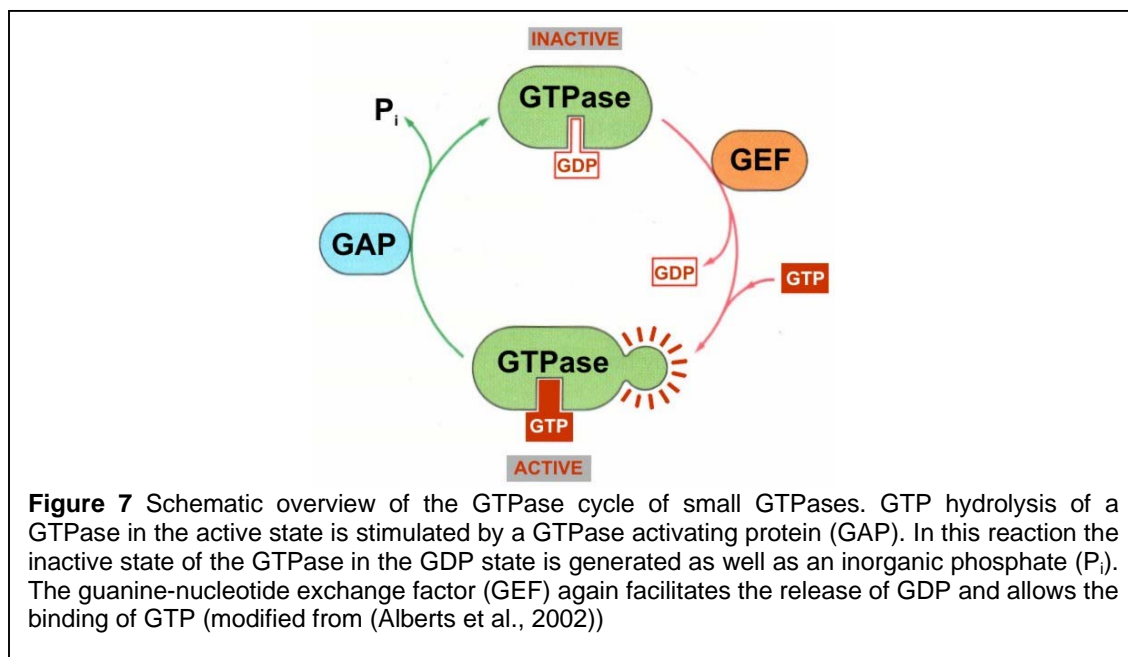 INACTIVE
GTPase
GDP
P_i
GEF
GAP
GDP
GTP
GTPase
GTP
ACTIVE
Figure 7 Schematic overview of the GTPase cycle of small GTPases. GTP hydrolysis of a
GTPase in the active state is stimulated by a GTPase activating protein (GAP). In this reaction the
inactive state of the GTPase in the GDP state is generated as well as an inorganic phosphate (P_i).
The guanine-nucleotide exchange factor (GEF) again facilitates the release of GDP and allows the
binding of GTP (modified from (Alberts et al., 2002))